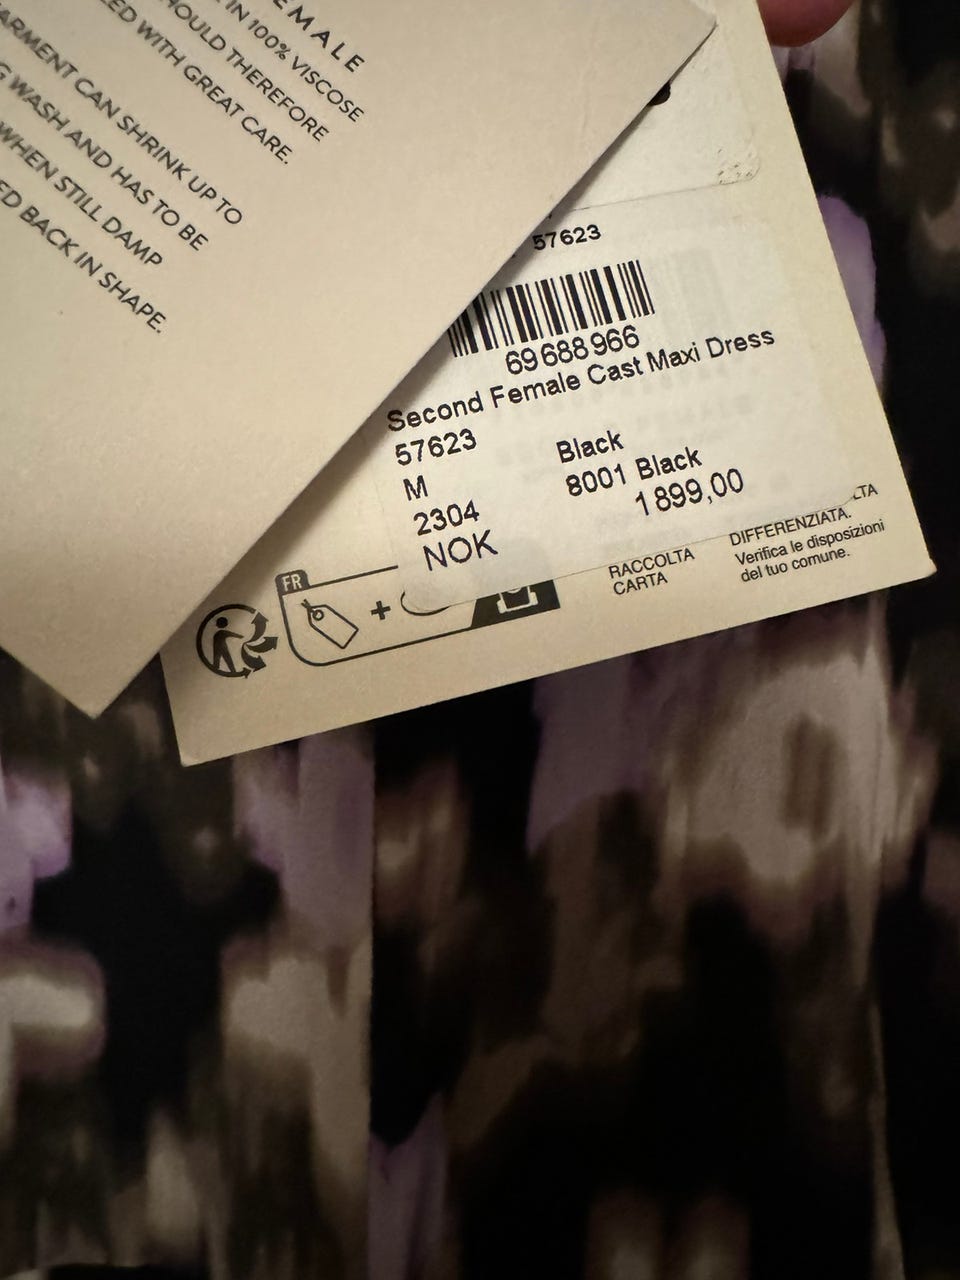 EMALE
IN 100% VISCOSE
HOULD THEREFORE
ED WITH GREAT CARE.
ARMENT CAN SHRINK UP TO
G WASH AND HAS TO BE
WHEN STILL DAMP
ED BACK IN SHAPE.
57623
69688966
Second Female Cast Maxi Dress
57623
M Black
2304 8001 Black
NOK 1899,00
FR
+
RACCOLTA
CARTA
LTA
DIFFERENZIATA.
Verifica le disposizioni
del tuo comune.